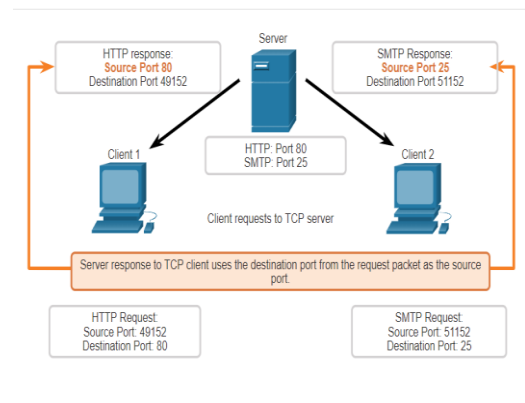 Server
HTTP response:
Source Port 80
Destination Port 49152
SMTP Response:
Source Port 25
Destination Port 51152
HTTP: Port 80
SMTP: Port 25
Client 1
Client 2
Client requests to TCP server
Server response to TCP client uses the destination port from the request packet as the source
port.
HTTP Request:
Source Port: 49152
Destination Port: 80
SMTP Request:
Source Port: 51152
Destination Port: 25